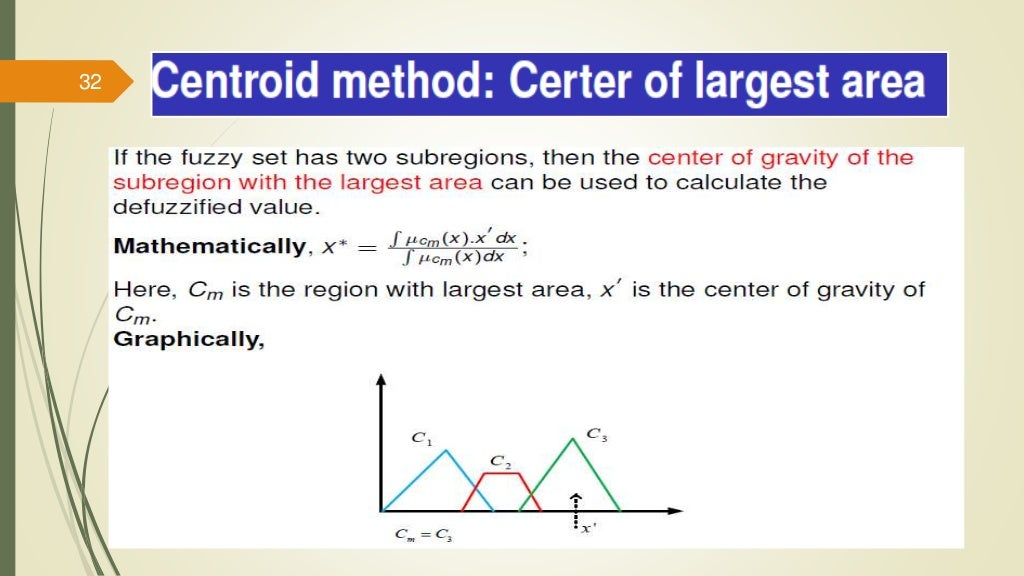 32
Centroid method: Certer of largest area
If the fuzzy set has two subregions, then the center of gravity of the
subregion with the largest area can be used to calculate the
defuzzified value.
Mathematically, x* = ∫ μcm(x).x′ dx / ∫ μcm(x)dx ;
Here, Cm is the region with largest area, x′ is the center of gravity of
Cm.
Graphically,
C1
C2
C3
x'
Cm = C3